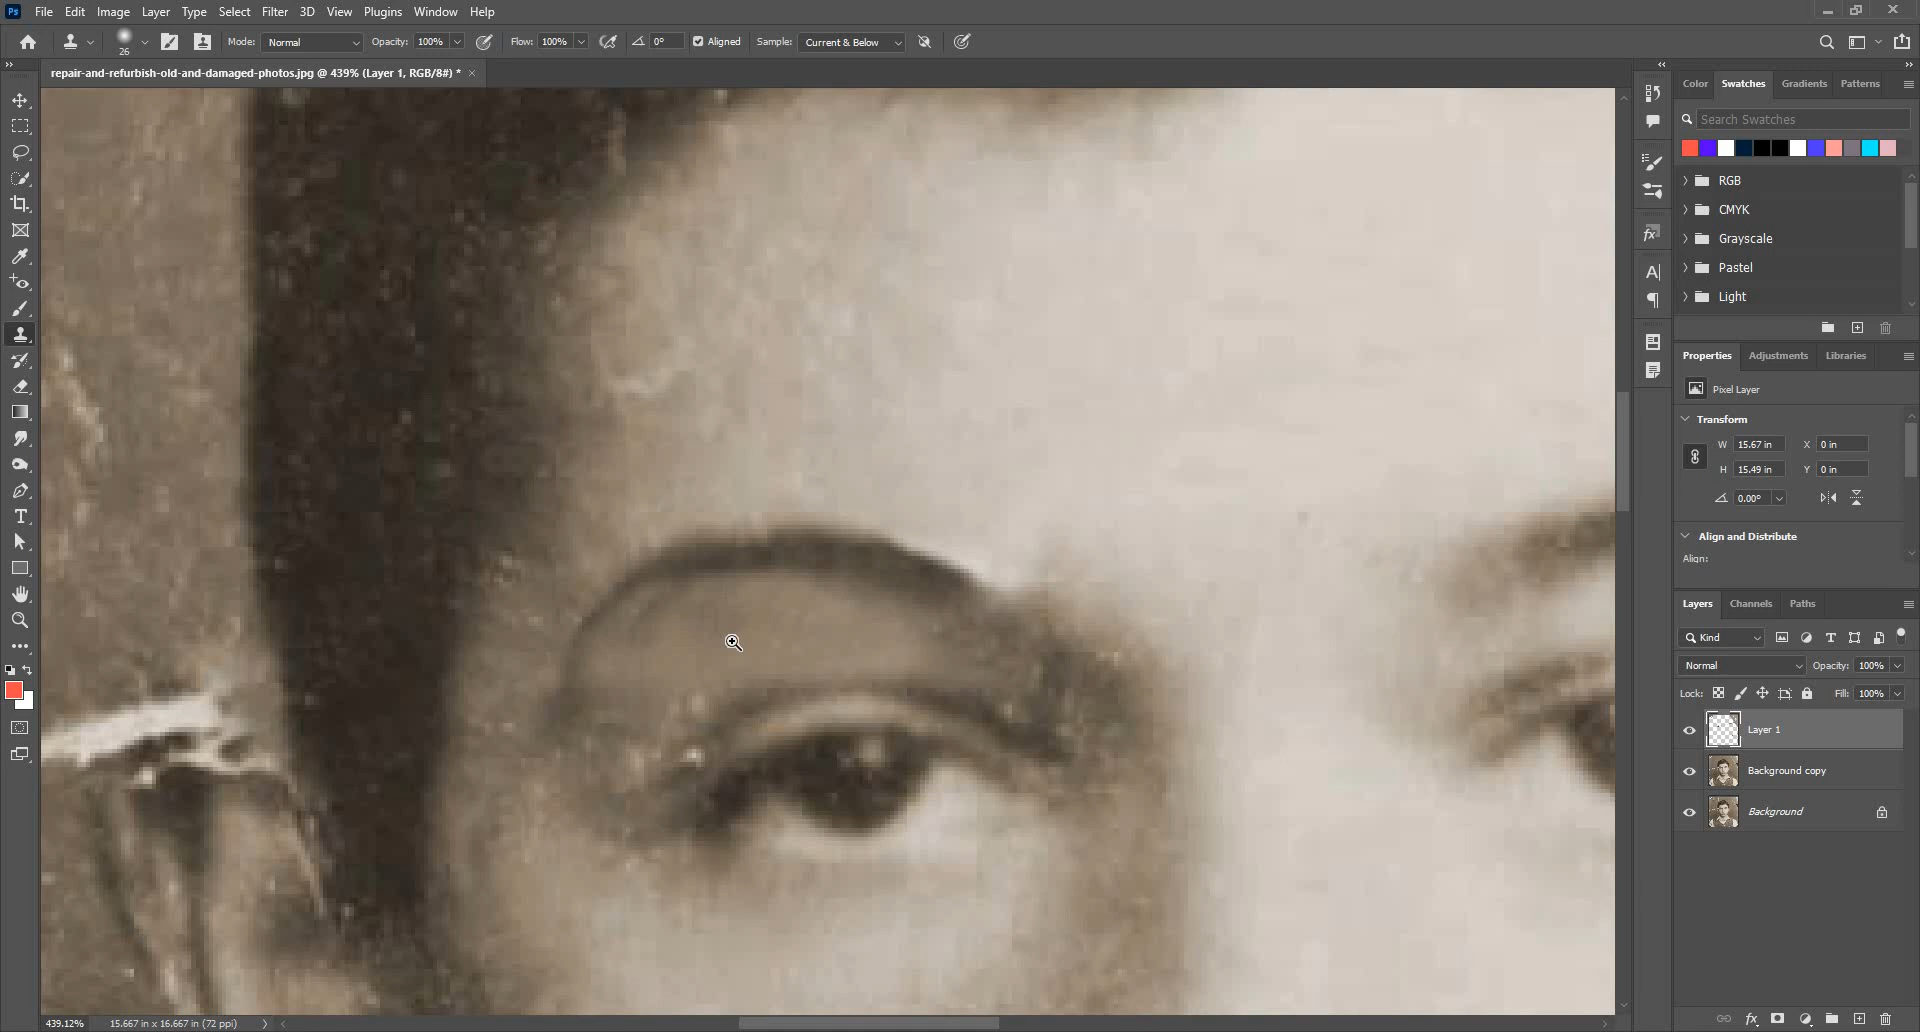 Ps File Edit Image Layer Type Select Filter 3D View Plugins Window Help
26 Mode: Normal Opacity: 100% Flow: 100% 0° Aligned Sample: Current & Below
repair-and-refurbish-old-and-damaged-photos.jpg @ 439% (Layer 1, RGB/8#) *
Color Swatches Gradients Patterns
Search Swatches
RGB
CMYK
Grayscale
Pastel
Light
Properties Adjustments Libraries
Pixel Layer
Transform
W 15.67 in X 0 in
H 15.49 in Y 0 in
0.00°
Align and Distribute
Align:
Layers Channels Paths
Kind
Normal Opacity: 100%
Lock: Fill: 100%
Layer 1
Background copy
Background
439.12% 15.667 in x 16.667 in (72 ppi)